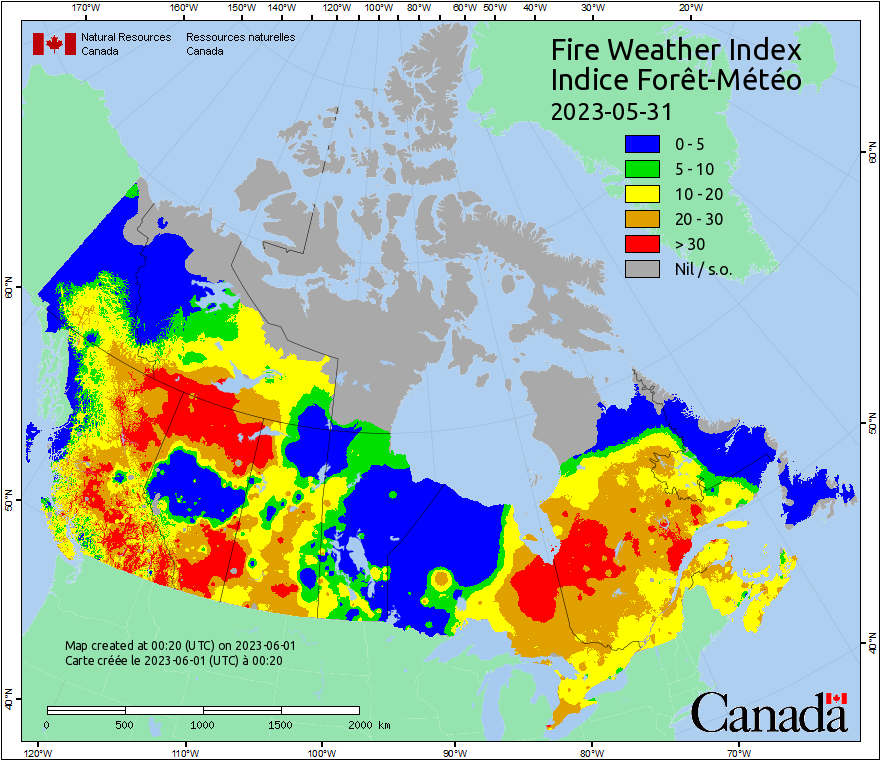 170°W 160°W 150°W 140°W 130°W 120°W 110°W 100°W 90°W 80°W 60°W 50°W 40°W 30°W 20°W
Natural Resources Ressources naturelles
Canada Canada
Fire Weather Index
Indice Forêt-Météo
2023-05-31
0 - 5
5 - 10
10 - 20
20 - 30
> 30
Nil / s.o.
60°N 60°N
50°N 50°N
40°N 40°N
Map created at 00:20 (UTC) on 2023-06-01
Carte créée le 2023-06-01 (UTC) à 00:20
0 500 1000 1500 2000 km
Canada
120°W 110°W 100°W 90°W 80°W 70°W